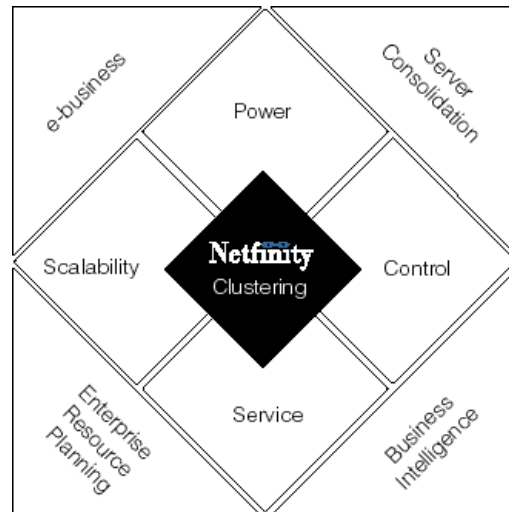 e-business
Server
Consolidation
Power
Scalability
Netfinity
Clustering
Control
Service
Enterprise
Resource
Planning
Business
Intelligence